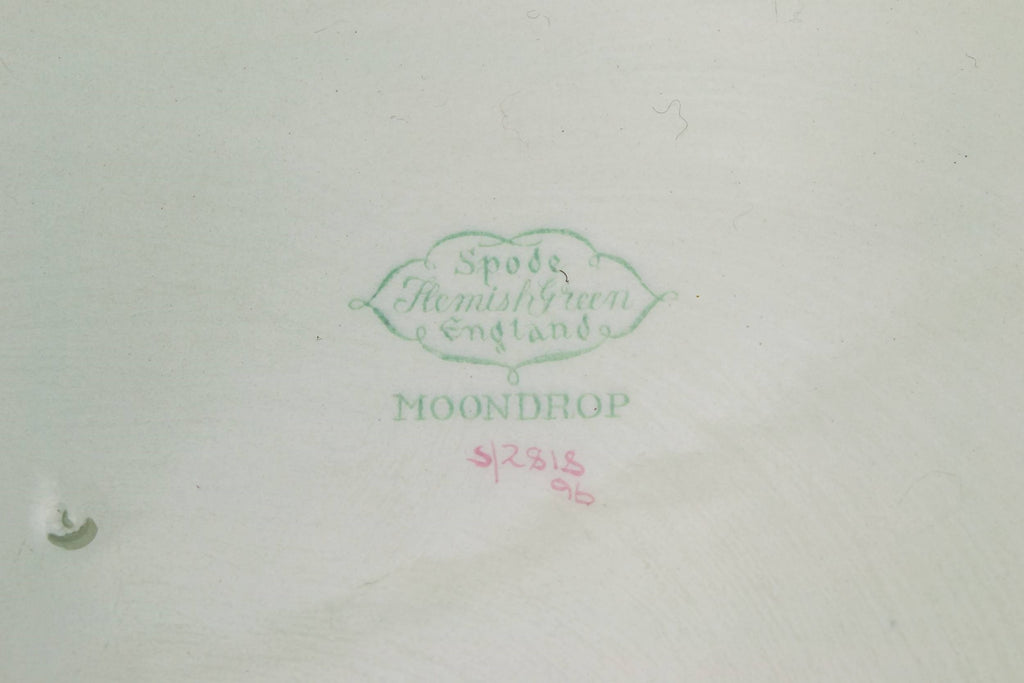 Spode
Flemish Green
England
MOONDROP
S/2818
96